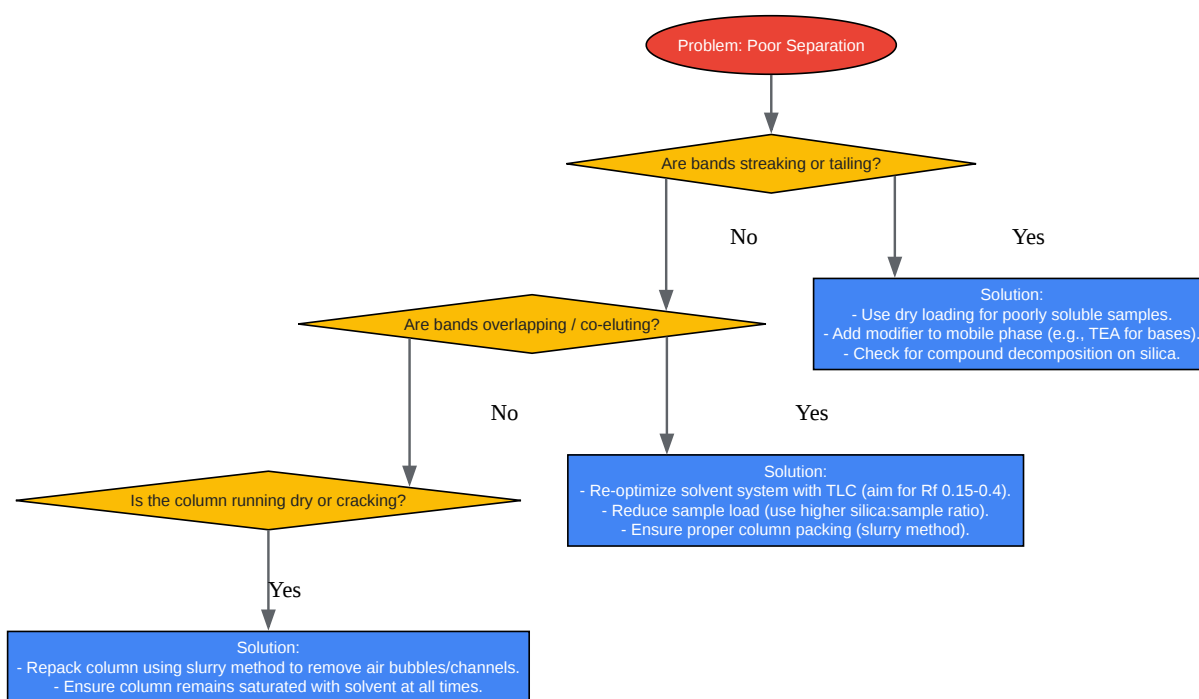 Problem: Poor Separation
Are bands streaking or tailing?
No
Yes
Solution:
- Use dry loading for poorly soluble samples.
- Add modifier to mobile phase (e.g., TEA for bases).
- Check for compound decomposition on silica.
Are bands overlapping / co-eluting?
No
Yes
Solution:
- Re-optimize solvent system with TLC (aim for Rf 0.15-0.4).
- Reduce sample load (use higher silica:sample ratio).
- Ensure proper column packing (slurry method).
Is the column running dry or cracking?
Yes
Solution:
- Repack column using slurry method to remove air bubbles/channels.
- Ensure column remains saturated with solvent at all times.